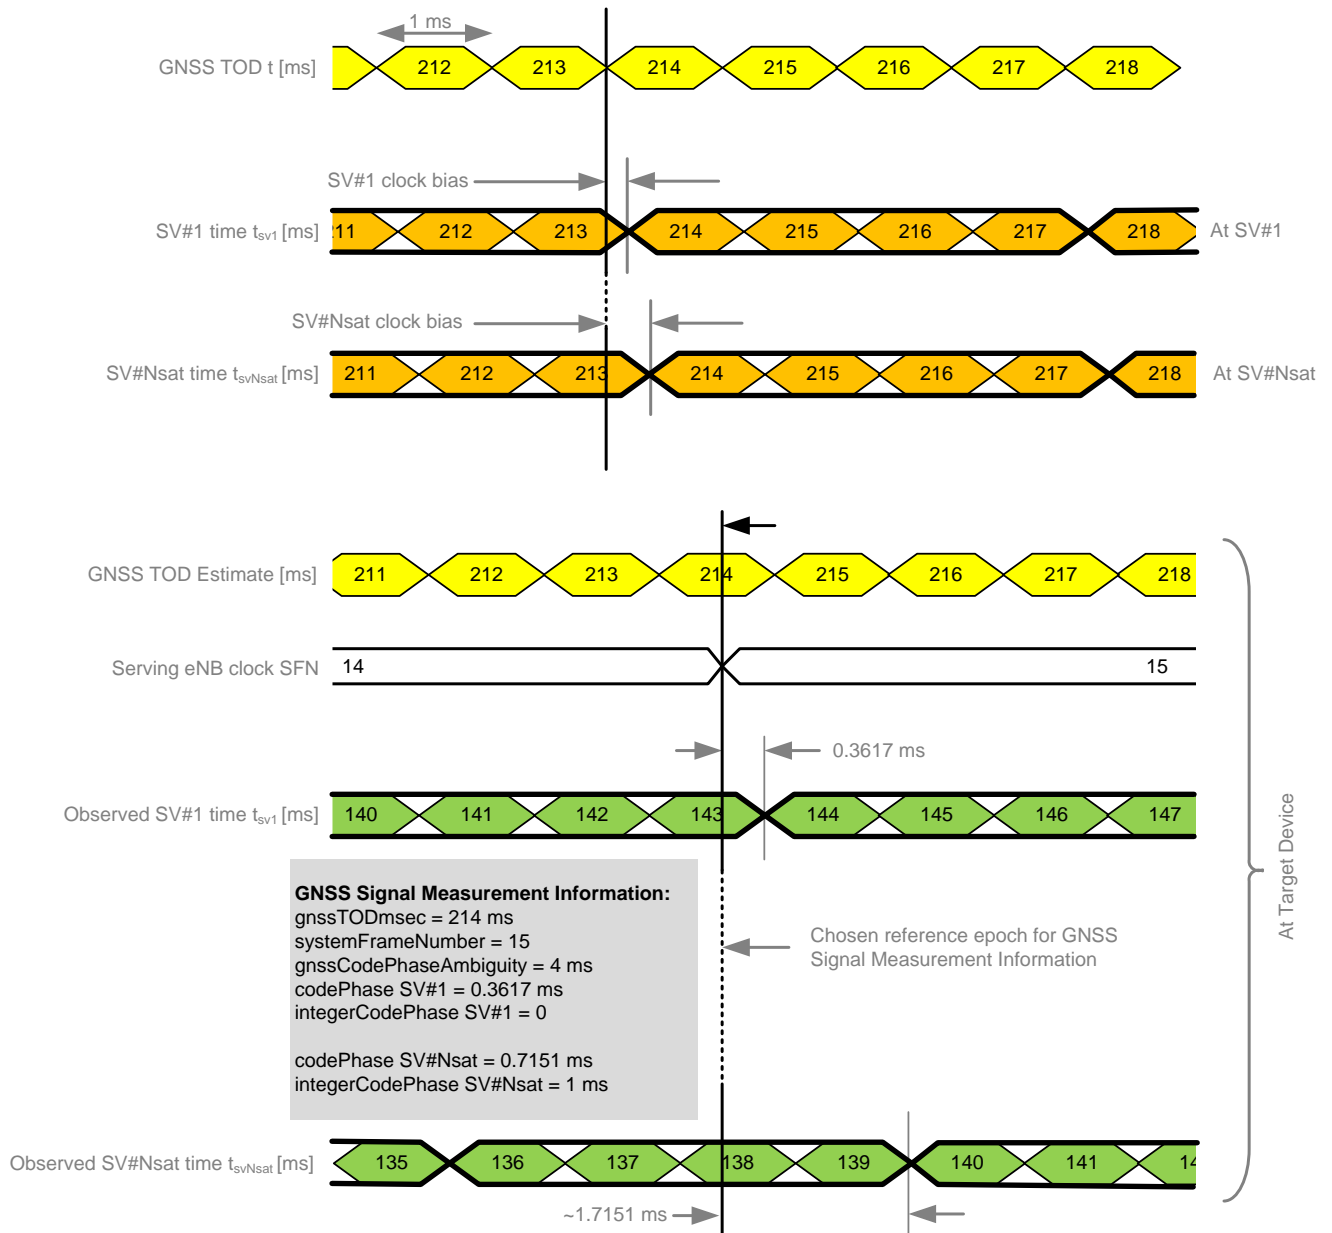 1 ms
GNSS TOD t [ms] 212 213 214 215 216 217 218
SV#1 clock bias
SV#1 time tsv1 [ms] 211 212 213 214 215 216 217 218 At SV#1
SV#Nsat clock bias
SV#Nsat time tsvNsat [ms] 211 212 213 214 215 216 217 218 At SV#Nsat
GNSS TOD Estimate [ms] 211 212 213 214 215 216 217 218
Serving eNB clock SFN 14 15
0.3617 ms
Observed SV#1 time tsv1 [ms] 140 141 142 143 144 145 146 147
At Target Device
GNSS Signal Measurement Information:
gnssTODmsec = 214 ms
systemFrameNumber = 15
gnssCodePhaseAmbiguity = 4 ms
codePhase SV#1 = 0.3617 ms
integerCodePhase SV#1 = 0
codePhase SV#Nsat = 0.7151 ms
integerCodePhase SV#Nsat = 1 ms
Chosen reference epoch for GNSS
Signal Measurement Information
Observed SV#Nsat time tsvNsat [ms] 135 136 137 138 139 140 141 14
~1.7151 ms